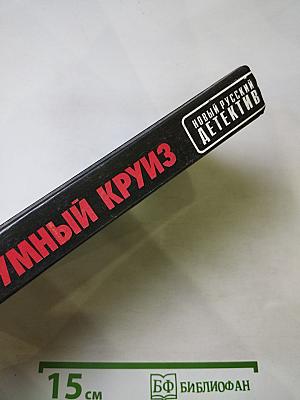 НОВЫЙ РУССКИЙ
ДЕТЕКТИВ
УМНЫЙ КРУИЗ
15 см
БФ БИБЛИОФАН